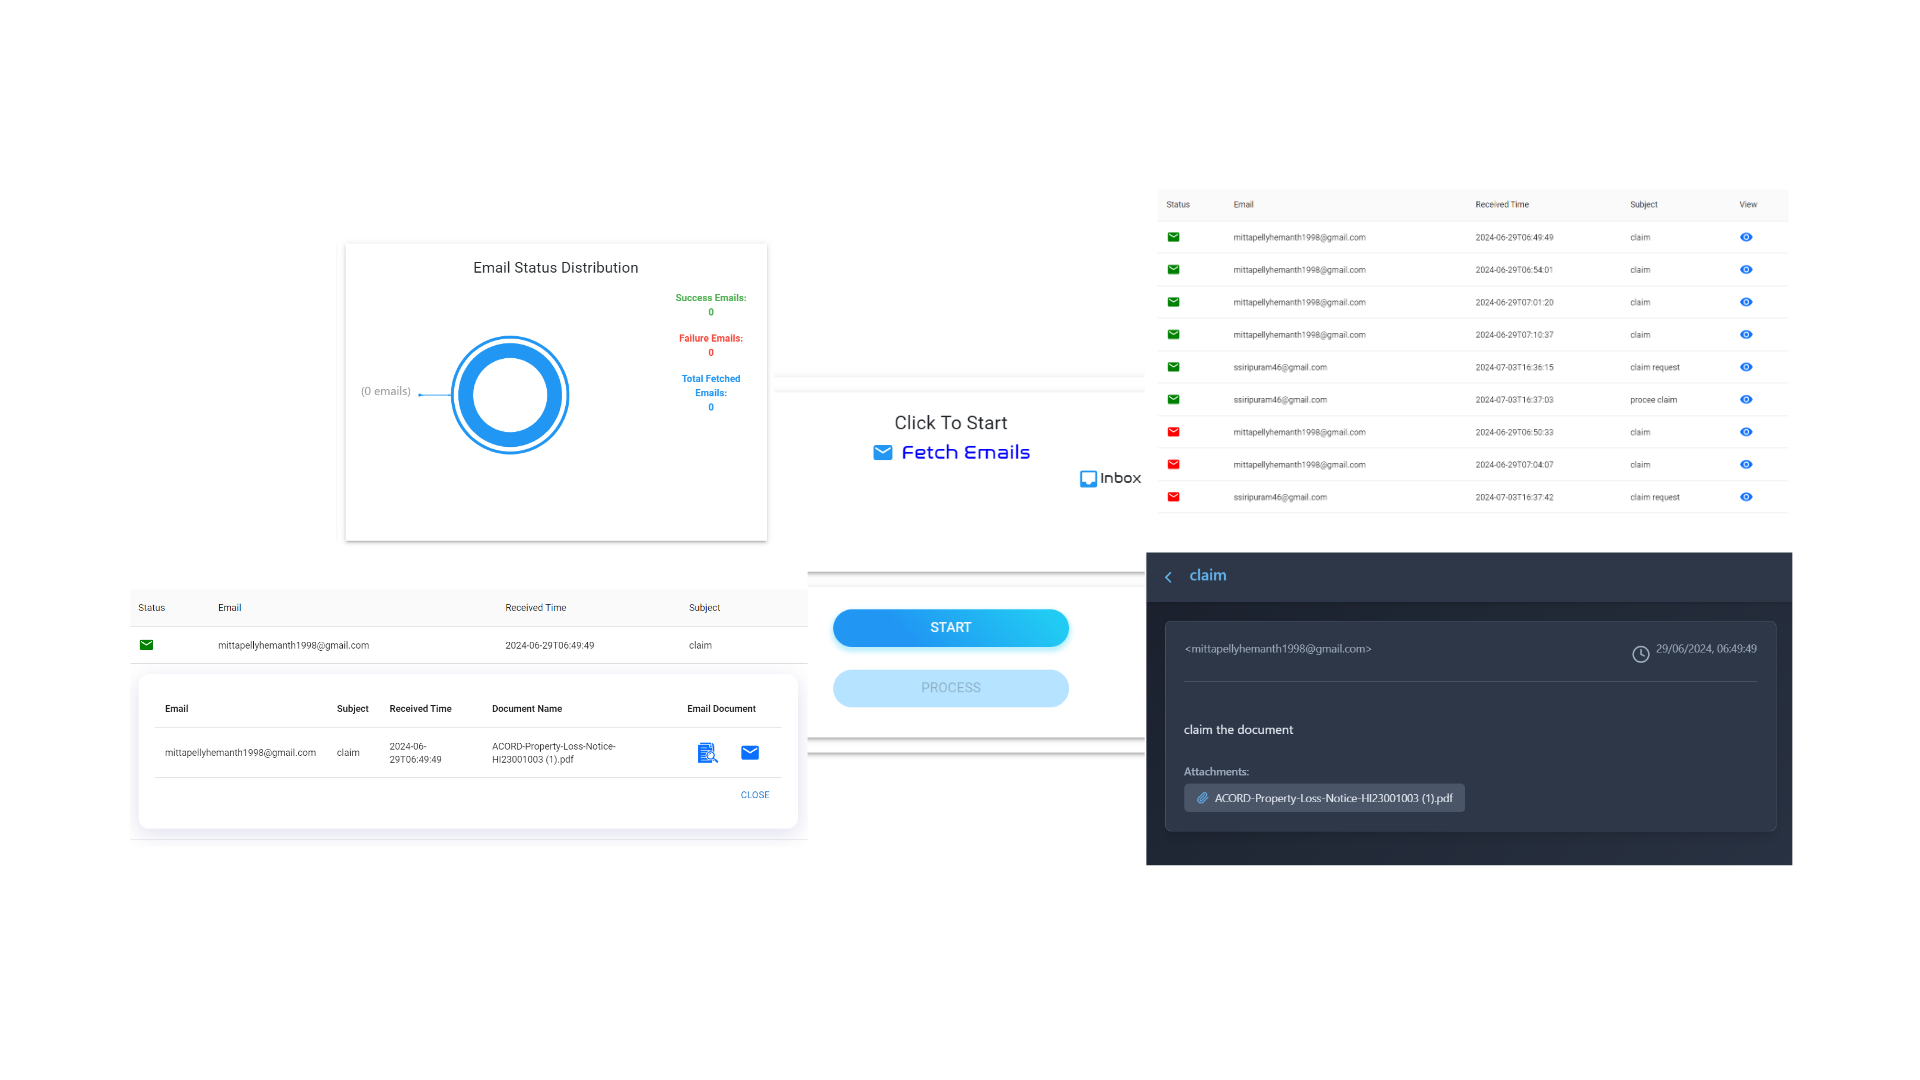 Email Status Distribution
Success Emails:
0
Failure Emails:
0
Total Fetched
Emails:
0
(0 emails)
Click To Start
Fetch Emails
Inbox
START
PROCESS
Status Email Received Time Subject View
mittapellyhemanth1998@gmail.com 2024-06-29T06:49:49 claim
mittapellyhemanth1998@gmail.com 2024-06-29T06:54:01 claim
mittapellyhemanth1998@gmail.com 2024-06-29T07:01:20 claim
mittapellyhemanth1998@gmail.com 2024-06-29T07:10:37 claim
ssiripuram46@gmail.com 2024-07-03T16:36:15 claim request
ssiripuram46@gmail.com 2024-07-03T16:37:03 procee claim
mittapellyhemanth1998@gmail.com 2024-06-29T06:50:33 claim
mittapellyhemanth1998@gmail.com 2024-06-29T07:04:07 claim
ssiripuram46@gmail.com 2024-07-03T16:37:42 claim request
Status Email Received Time Subject
mittapellyhemanth1998@gmail.com 2024-06-29T06:49:49 claim
Email Subject Received Time Document Name Email Document
mittapellyhemanth1998@gmail.com claim 2024-06-29T06:49:49 ACORD-Property-Loss-Notice-HI23001003 (1).pdf
CLOSE
claim
<mittapellyhemanth1998@gmail.com> 29/06/2024, 06:49:49
claim the document
Attachments:
ACORD-Property-Loss-Notice-HI23001003 (1).pdf